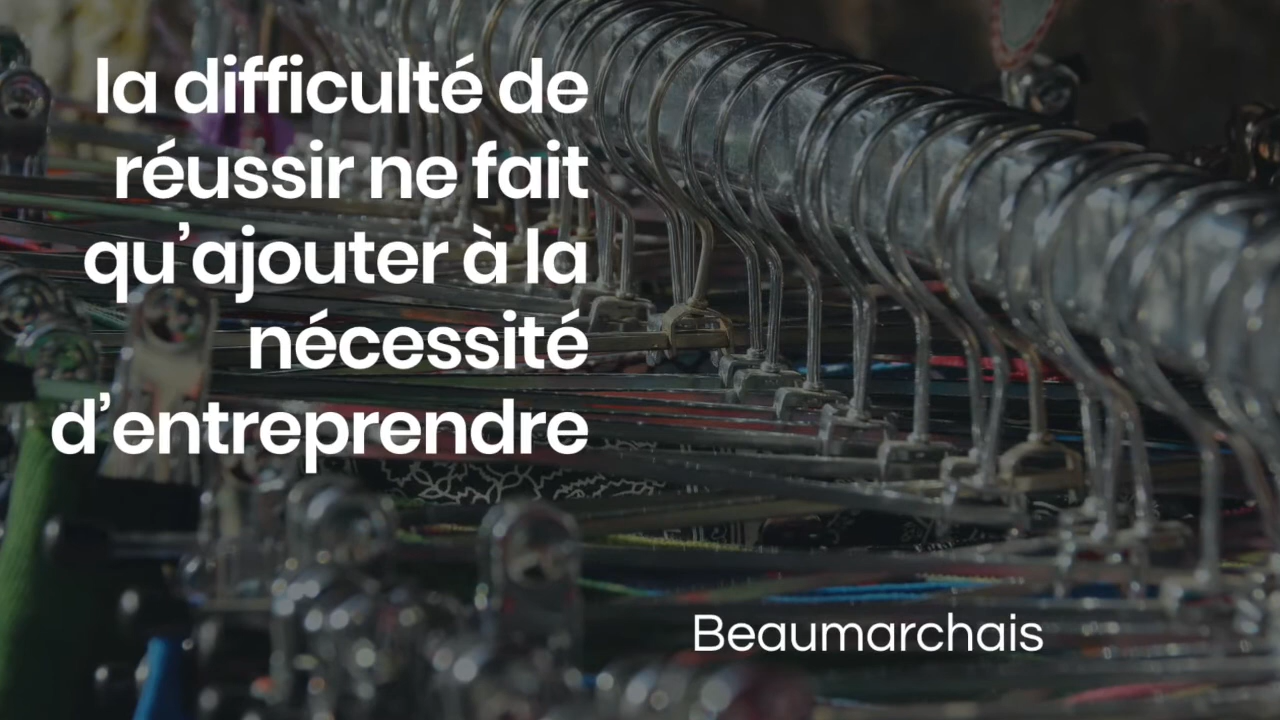 la difficulté de
réussir ne fait
qu’ajouter à la
nécessité
d’entreprendre
Beaumarchais